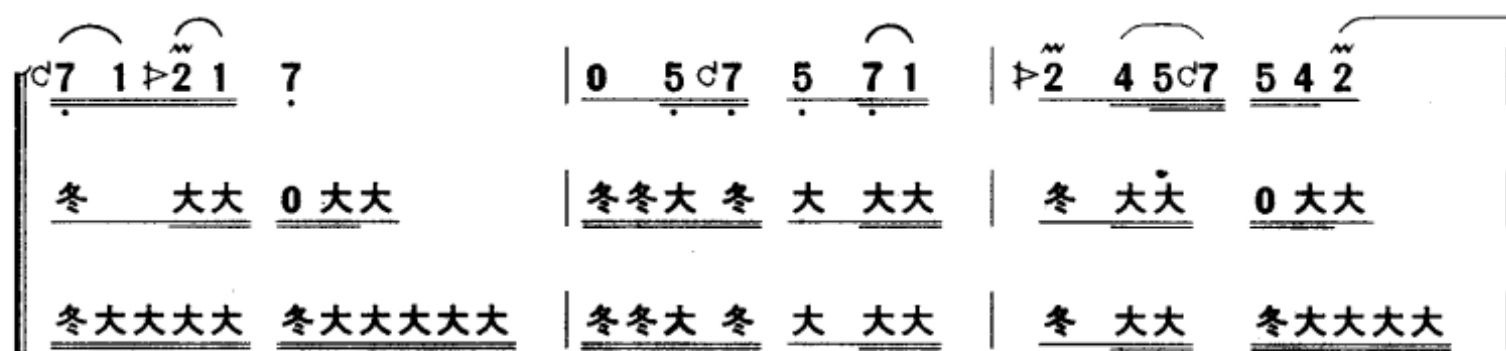 7 1 2 1 7 | 0 5 7 5 7 1 | 2 4 5 7 5 4 2
冬 大大 0 大大 | 冬冬大 冬 大 大大 | 冬 大大 0 大大
冬大大大大 冬大大大大大 | 冬冬大 冬 大 大大 | 冬 大大 冬大大大大